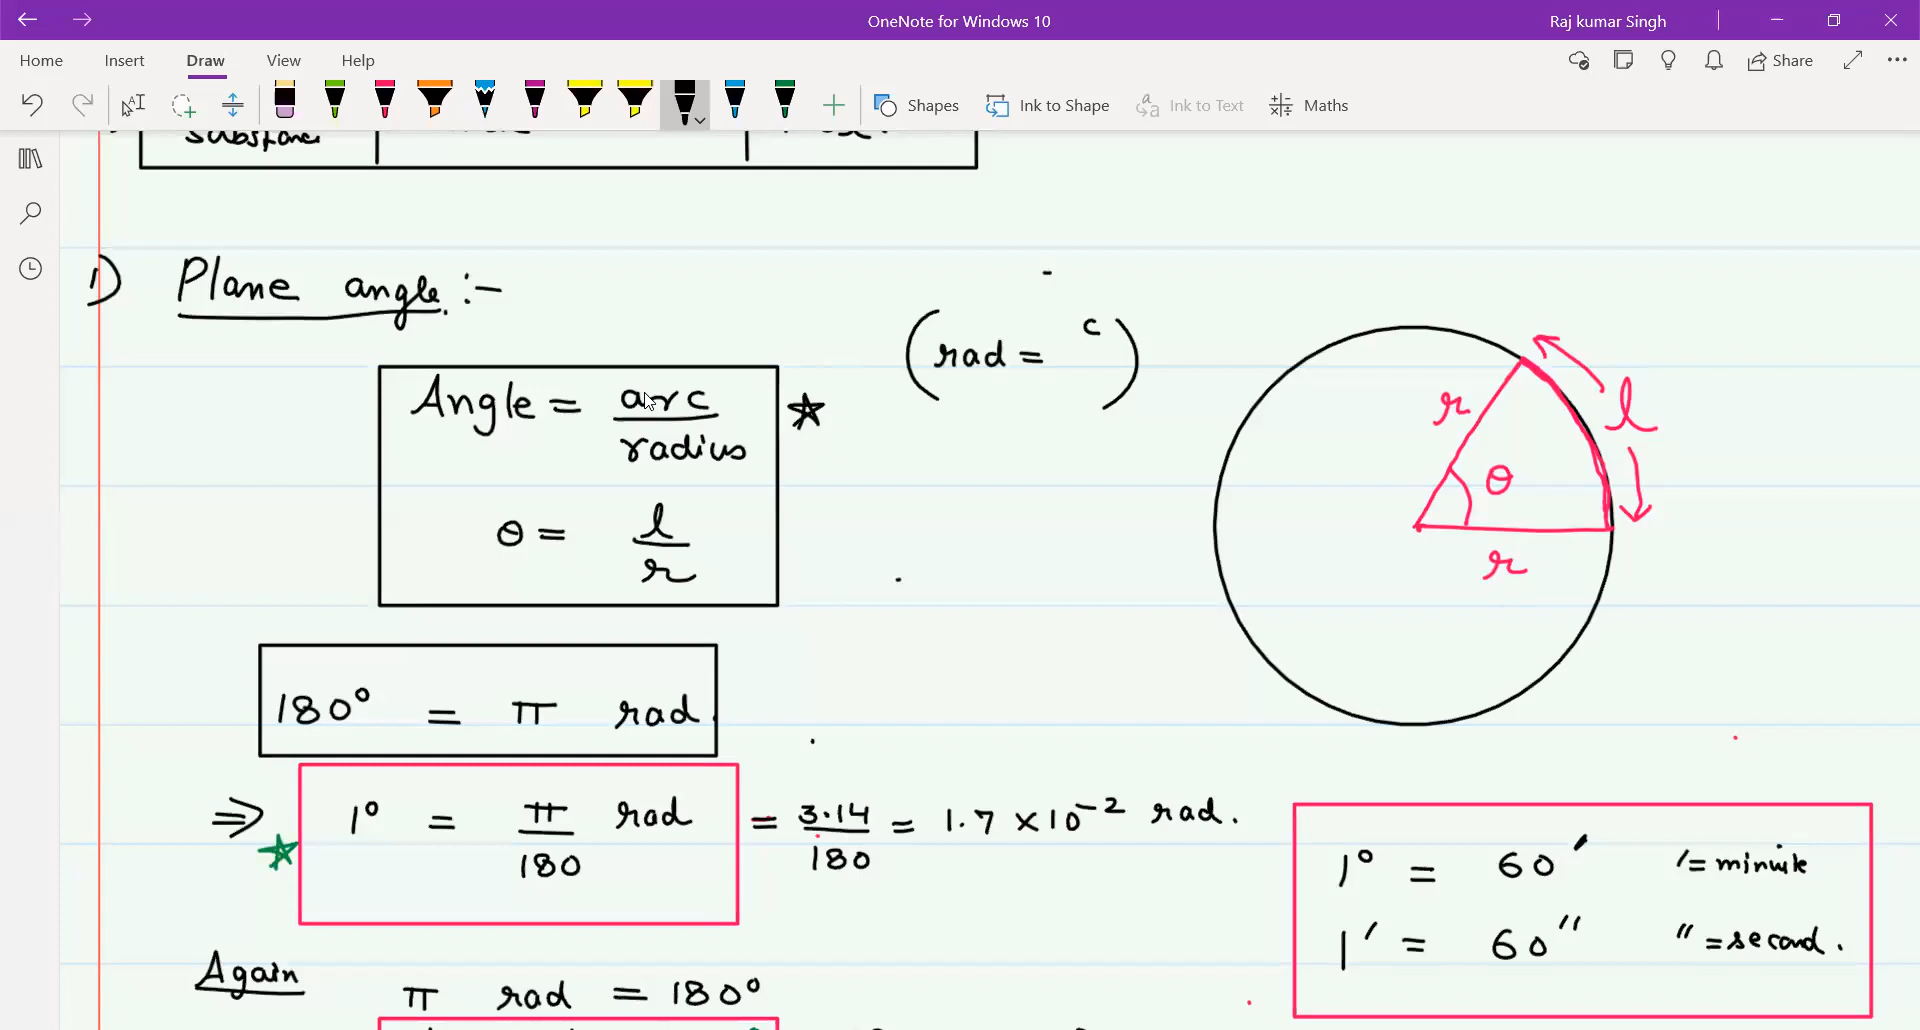 OneNote for Windows 10
Raj kumar Singh
Home Insert Draw View Help
Share
Shapes Ink to Shape Ink to Text Maths
substance
1) Plane angle :-
(rad = c)
Angle = arc/radius
θ = l/r
r
l
θ
r
180° = π rad.
⇒ 1° = π/180 rad = 3.14/180 = 1.7 × 10⁻² rad.
1° = 60′ ′= minute
1′ = 60″ ″ = second.
Again π rad = 180°